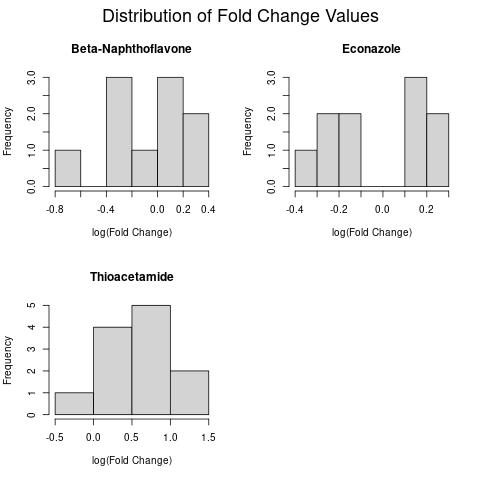 Distribution of Fold Change Values
Beta-Naphthoflavone
Frequency
3.0
2.0
1.0
0.0
-0.8 -0.4 0.0 0.2 0.4
log(Fold Change)
Econazole
Frequency
3.0
2.0
1.0
0.0
-0.4 -0.2 0.0 0.2
log(Fold Change)
Thioacetamide
Frequency
5
4
3
2
1
0
-0.5 0.0 0.5 1.0 1.5
log(Fold Change)